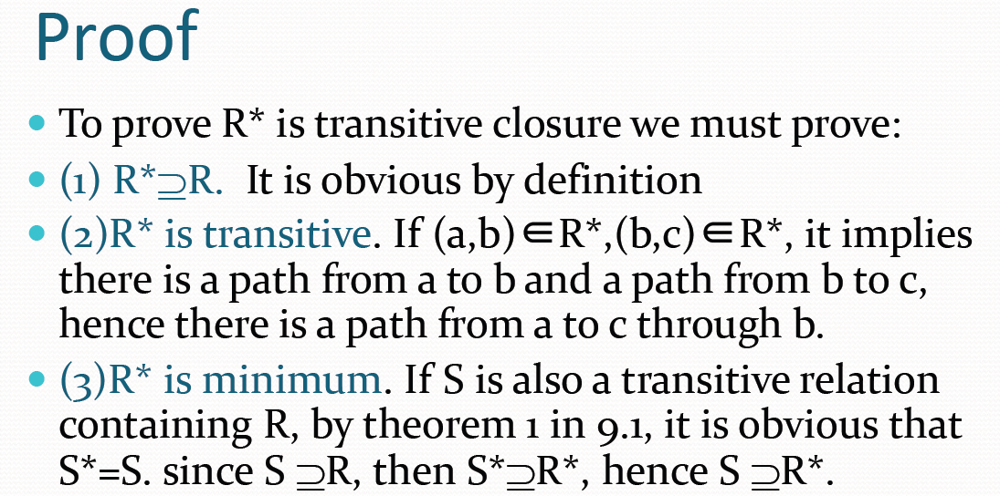 Proof
• To prove R* is transitive closure we must prove:
• (1) R*⊇R. It is obvious by definition
• (2)R* is transitive. If (a,b)∈R*,(b,c)∈R*, it implies
there is a path from a to b and a path from b to c,
hence there is a path from a to c through b.
• (3)R* is minimum. If S is also a transitive relation
containing R, by theorem 1 in 9.1, it is obvious that
S*=S. since S ⊇R, then S*⊇R*, hence S ⊇R*.